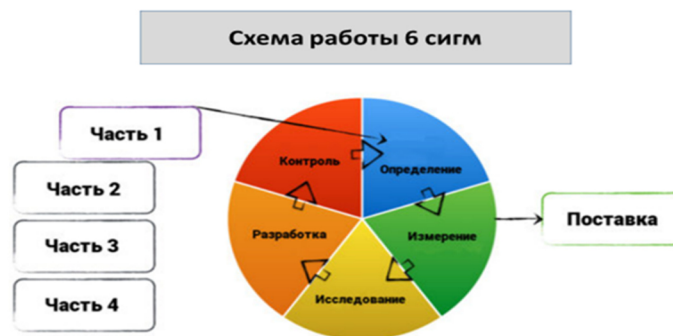 Схема работы 6 сигм
Часть 1
Часть 2
Часть 3
Часть 4
Контроль
Определение
Разработка
Измерение
Исследование
Поставка